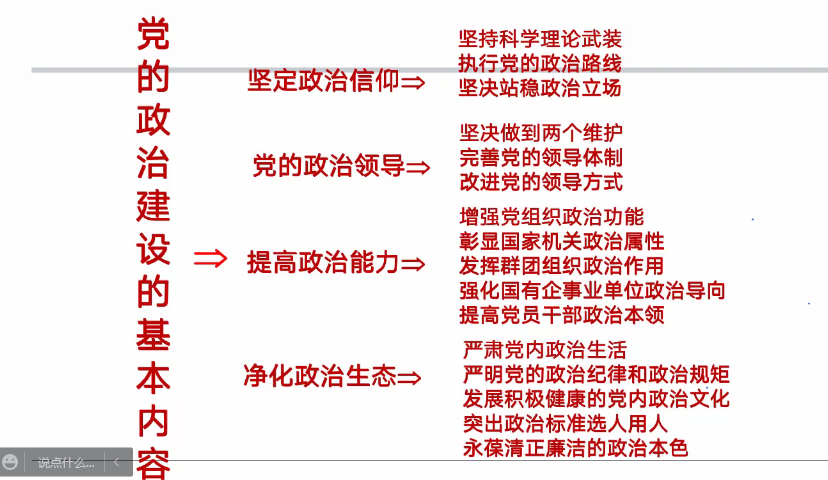 党的政治建设的基本内容
⇒
坚定政治信仰⇒
坚持科学理论武装
执行党的政治路线
坚决站稳政治立场
党的政治领导⇒
坚决做到两个维护
完善党的领导体制
改进党的领导方式
提高政治能力⇒
增强党组织政治功能
彰显国家机关政治属性
发挥群团组织政治作用
强化国有企事业单位政治导向
提高党员干部政治本领
净化政治生态⇒
严肃党内政治生活
严明党的政治纪律和政治规矩
发展积极健康的党内政治文化
突出政治标准选人用人
永葆清正廉洁的政治本色
说点什么...